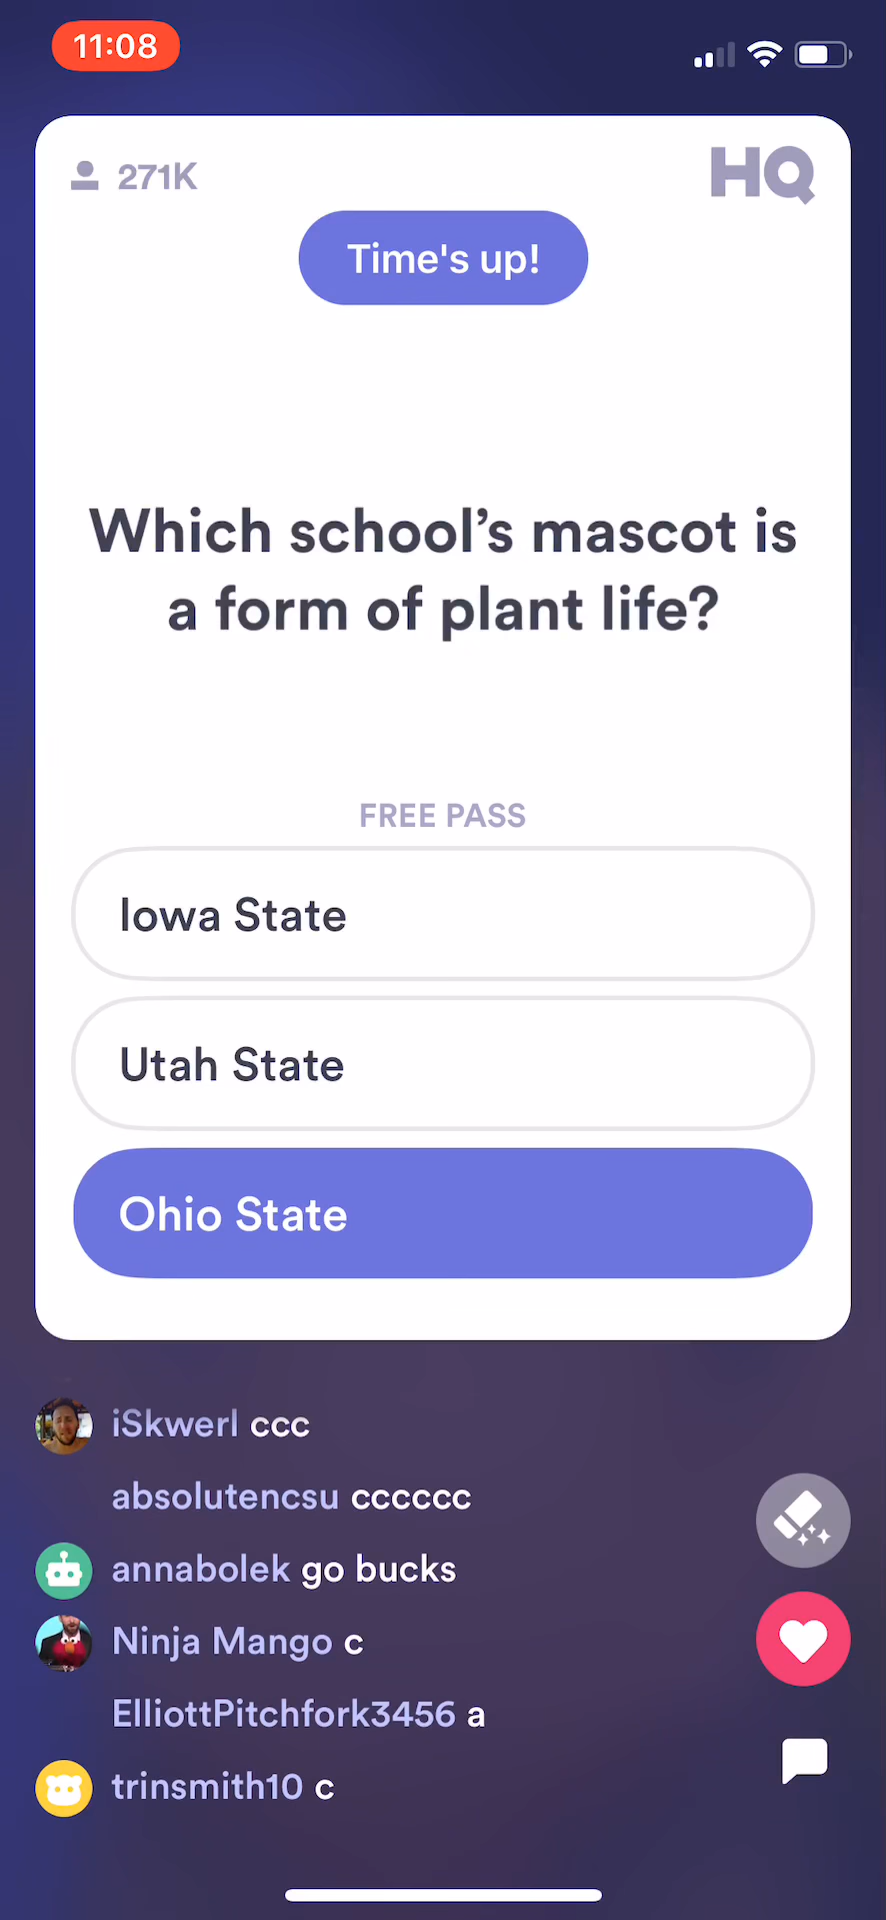 11:08
271K
HQ
Time's up!
Which school’s mascot is
a form of plant life?
FREE PASS
Iowa State
Utah State
Ohio State
iSkwerl ccc
absolutencsu cccccc
annabolek go bucks
Ninja Mango c
ElliottPitchfork3456 a
trinsmith10 c